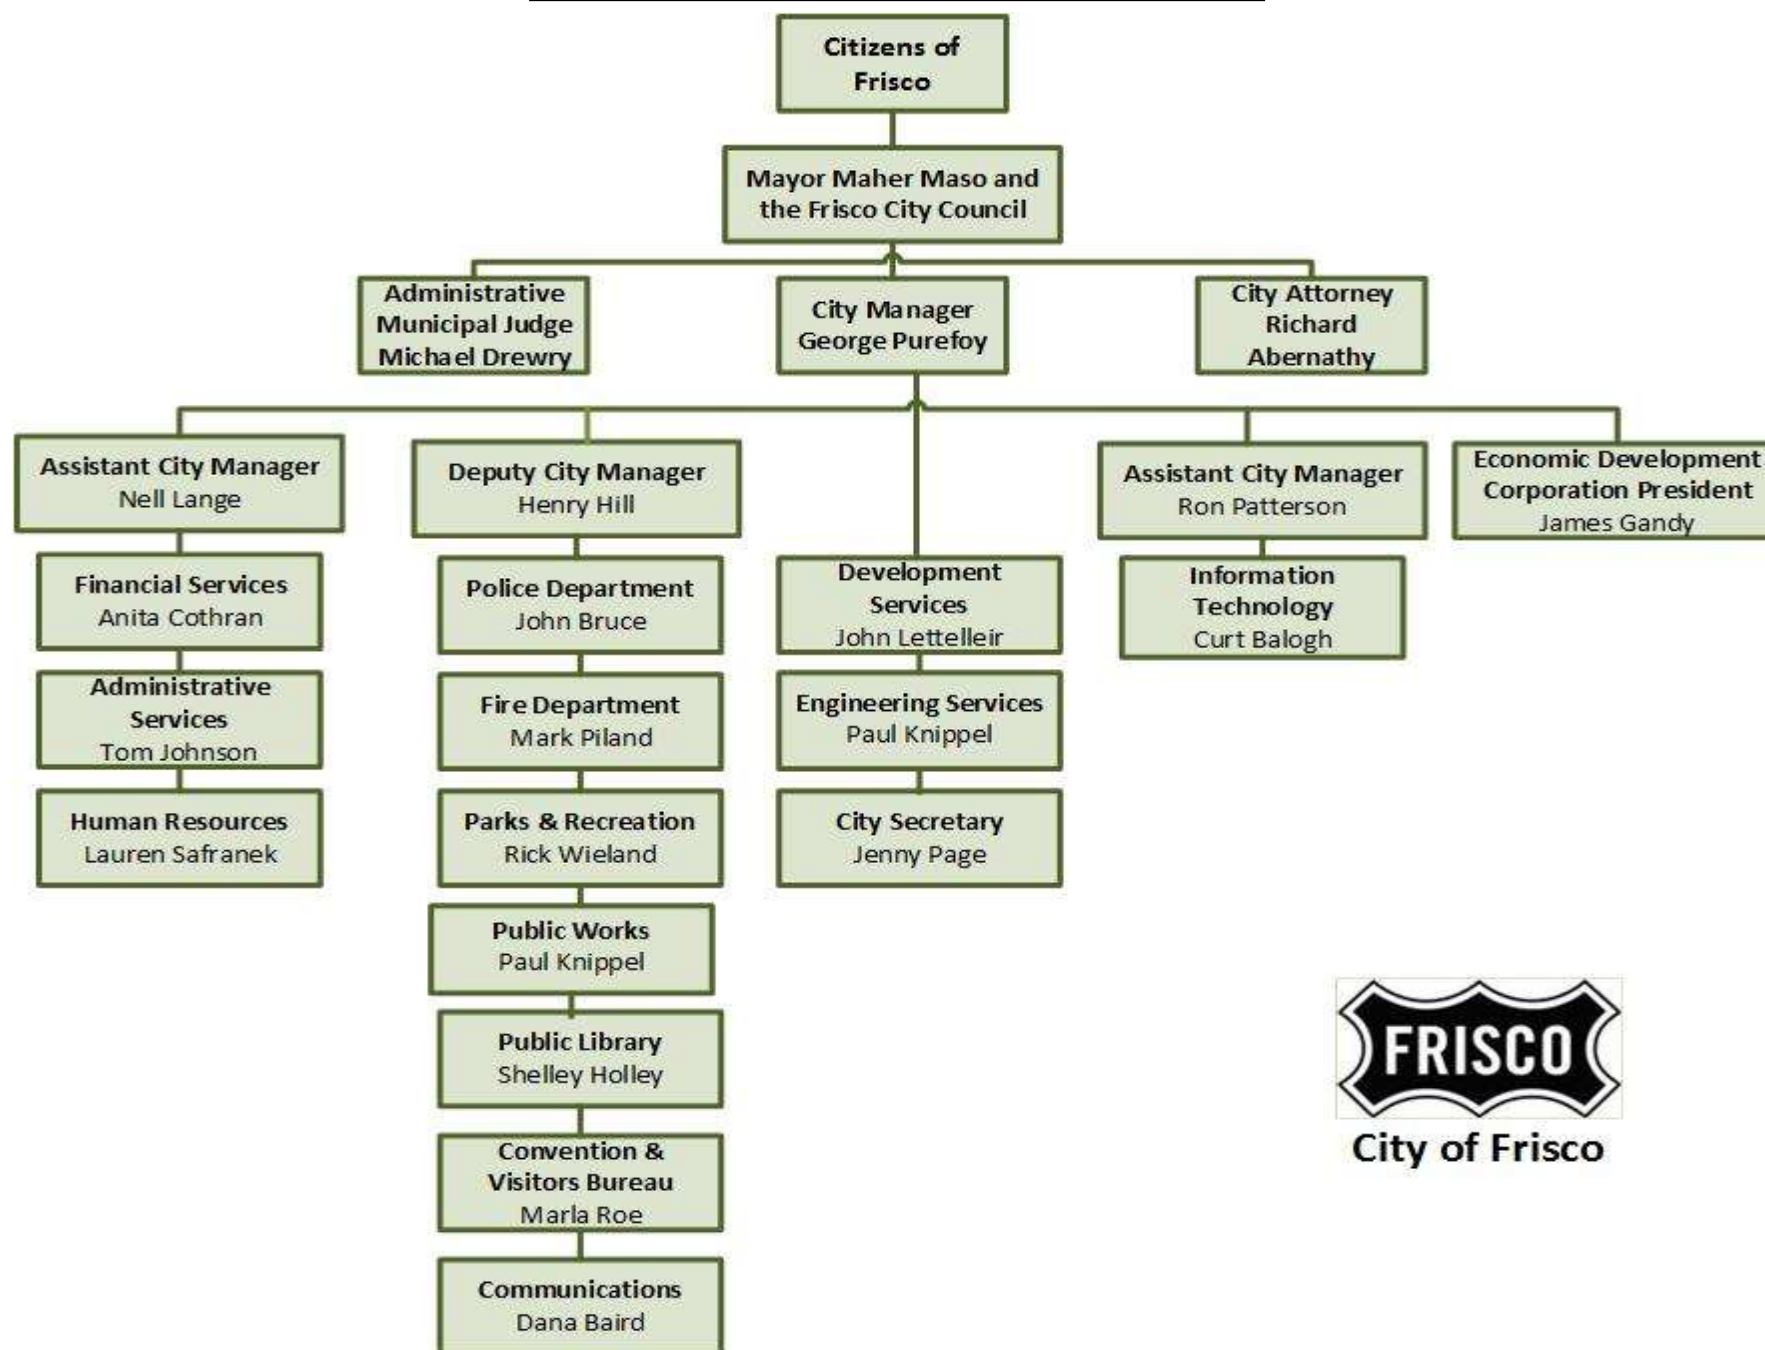 Citizens of
Frisco
Mayor Maher Maso and
the Frisco City Council
Administrative
Municipal Judge
Michael Drewry
City Manager
George Purefoy
City Attorney
Richard
Abernathy
Assistant City Manager
Nell Lange
Deputy City Manager
Henry Hill
Assistant City Manager
Ron Patterson
Economic Development
Corporation President
James Gandy
Financial Services
Anita Cothran
Police Department
John Bruce
Development
Services
John Lettelleir
Information
Technology
Curt Balogh
Administrative
Services
Tom Johnson
Fire Department
Mark Piland
Engineering Services
Paul Knippel
Human Resources
Lauren Safranek
Parks & Recreation
Rick Wieland
City Secretary
Jenny Page
Public Works
Paul Knippel
Public Library
Shelley Holley
Convention &
Visitors Bureau
Marla Roe
Communications
Dana Baird
FRISCO
City of Frisco